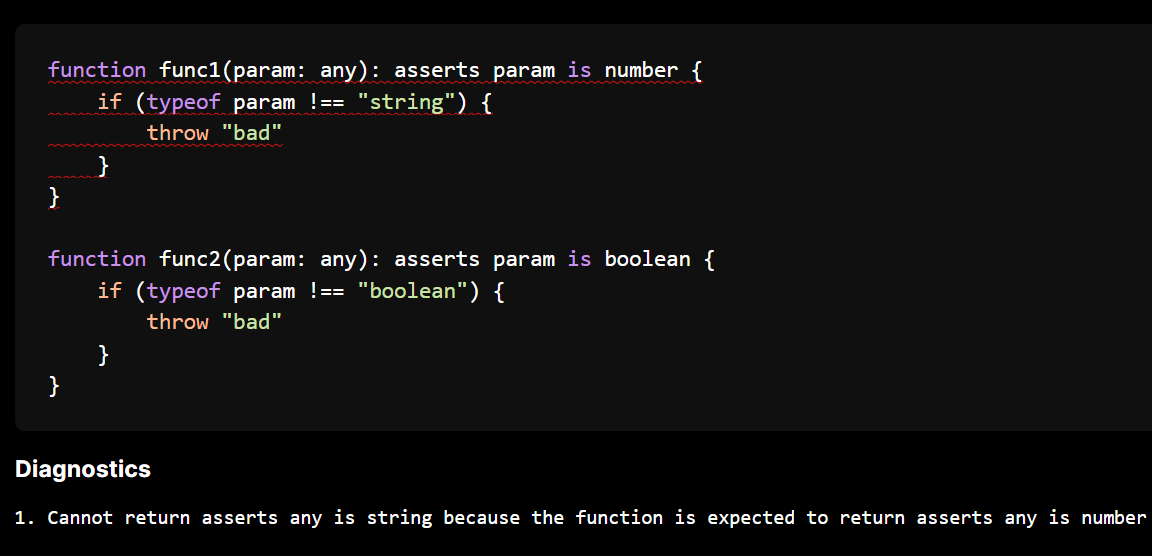 function func1(param: any): asserts param is number {
    if (typeof param !== "string") {
        throw "bad"
    }
}

function func2(param: any): asserts param is boolean {
    if (typeof param !== "boolean") {
        throw "bad"
    }
}
Diagnostics
1. Cannot return asserts any is string because the function is expected to return asserts any is number